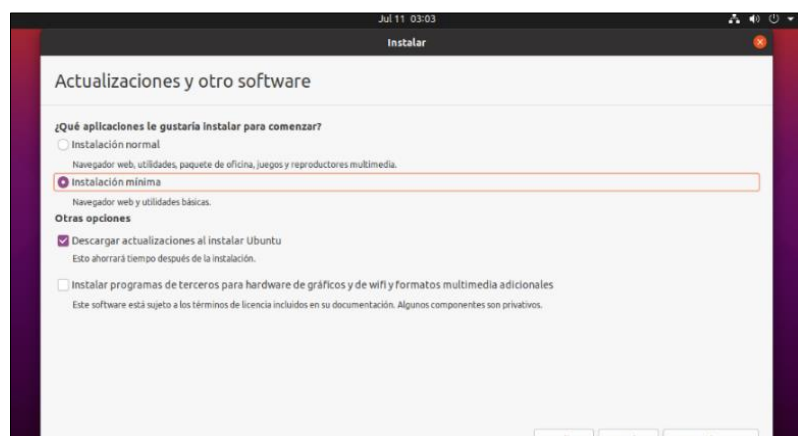 Jul 11 03:03
Instalar
Actualizaciones y otro software
¿Qué aplicaciones le gustaría instalar para comenzar?
Instalación normal
Navegador web, utilidades, paquete de oficina, juegos y reproductores multimedia.
Instalación mínima
Navegador web y utilidades básicas.
Otras opciones
Descargar actualizaciones al instalar Ubuntu
Esto ahorrará tiempo después de la instalación.
Instalar programas de terceros para hardware de gráficos y de wifi y formatos multimedia adicionales
Este software está sujeto a los términos de licencia incluidos en su documentación. Algunos componentes son privativos.